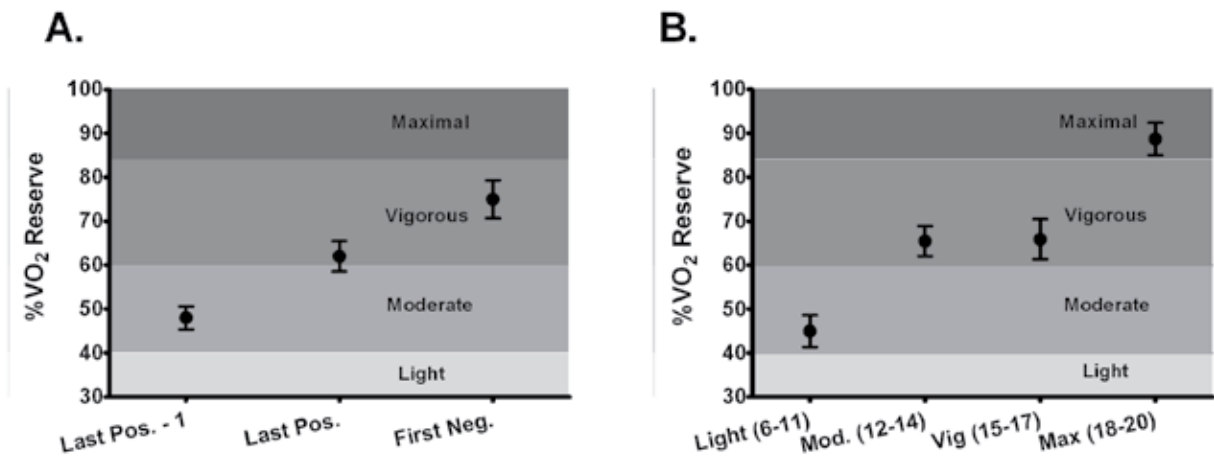 A.
%VO2 Reserve
100
90
80
70
60
50
40
30
Maximal
Vigorous
Moderate
Light
Last Pos. - 1
Last Pos.
First Neg.
B.
%VO2 Reserve
100
90
80
70
60
50
40
30
Maximal
Vigorous
Moderate
Light
Light (6-11)
Mod. (12-14)
Vig (15-17)
Max (18-20)